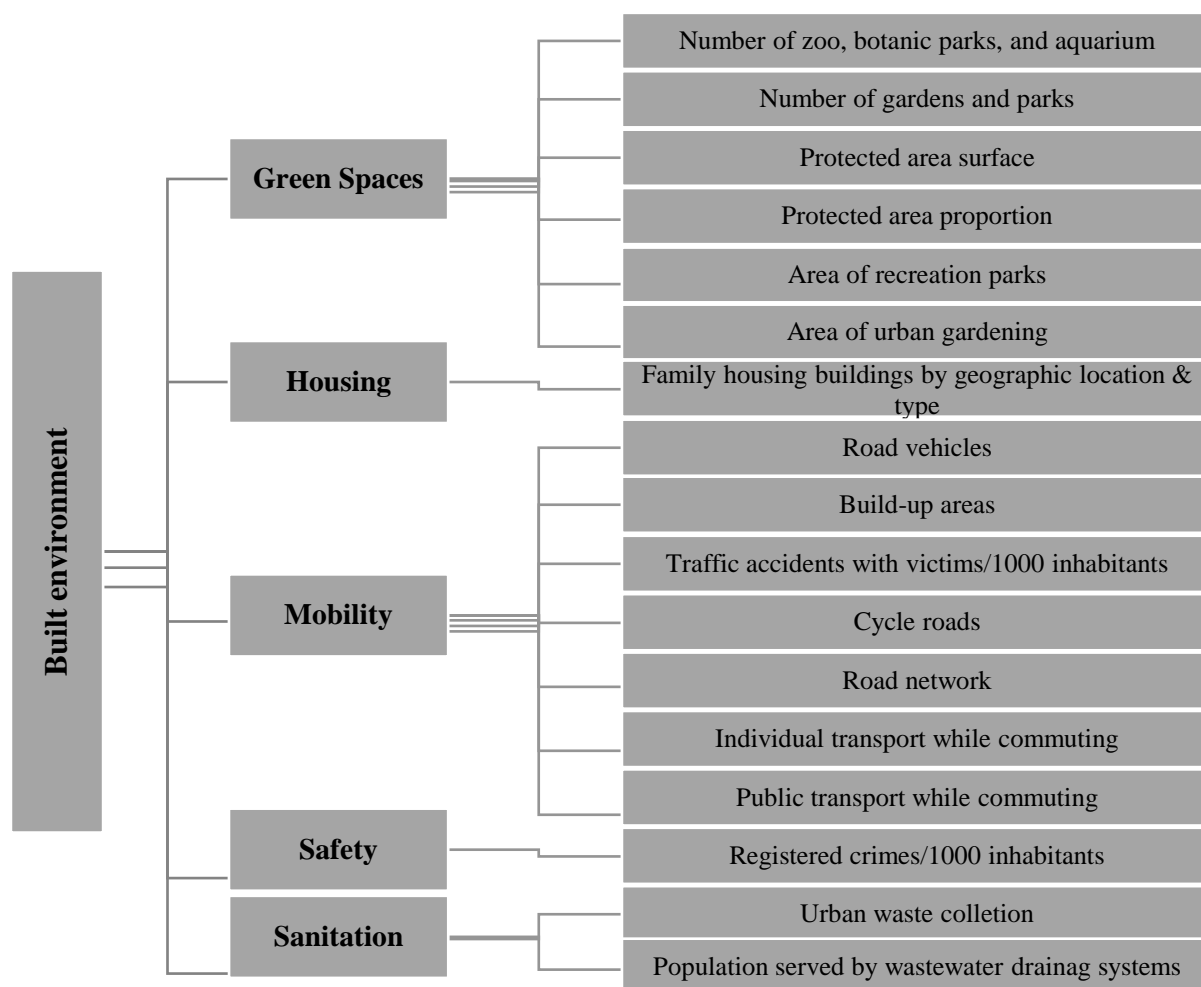 Built environment
Green Spaces
Number of zoo, botanic parks, and aquarium
Number of gardens and parks
Protected area surface
Protected area proportion
Area of recreation parks
Area of urban gardening
Housing
Family housing buildings by geographic location &
type
Mobility
Road vehicles
Build-up areas
Traffic accidents with victims/1000 inhabitants
Cycle roads
Road network
Individual transport while commuting
Public transport while commuting
Safety
Registered crimes/1000 inhabitants
Sanitation
Urban waste colletion
Population served by wastewater drainag systems